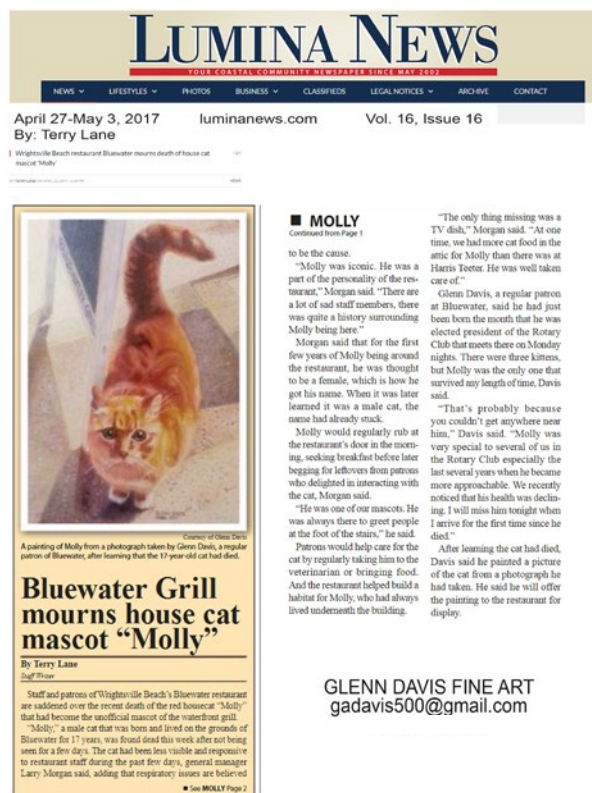 LUMINA NEWS
YOUR COASTAL COMMUNITY NEWSPAPER SINCE MAY 2002
NEWS LIFESTYLES PHOTOS BUSINESS CLASSIFIEDS LEGAL NOTICES ARCHIVE CONTACT
April 27-May 3, 2017 luminanews.com Vol. 16, Issue 16
By: Terry Lane
Wrightsville Beach restaurant Bluewater mourns death of house cat
mascot 'Molly'
NEWS
Courtesy of Glenn Davis
A painting of Molly from a photograph taken by Glenn Davis, a regular
patron of Bluewater, after learning that the 17-year-old cat had died.
Bluewater Grill
mourns house cat
mascot “Molly”
By Terry Lane
Staff Writer
Staff and patrons of Wrightsville Beach's Bluewater restaurant
are saddened over the recent death of the red housecat “Molly”
that had become the unofficial mascot of the waterfront grill.
“Molly,” a male cat that was born and lived on the grounds of
Bluewater for 17 years, was found dead this week after not being
seen for a few days. The cat had been less visible and responsive
to restaurant staff during the past few days, general manager
Larry Morgan said, adding that respiratory issues are believed
■ See MOLLY Page 2
■ MOLLY
Continued from Page 1
to be the cause.
“Molly was iconic. He was a
part of the personality of the res-
taurant,” Morgan said. “There are
a lot of sad staff members, there
was quite a history surrounding
Molly being here.”
Morgan said that for the first
few years of Molly being around
the restaurant, he was thought
to be a female, which is how he
got his name. When it was later
learned it was a male cat, the
name had already stuck.
Molly would regularly rub at
the restaurant's door in the morn-
ing, seeking breakfast before later
begging for leftovers from patrons
who delighted in interacting with
the cat, Morgan said.
“He was one of our mascots. He
was always there to greet people
at the foot of the stairs,” he said.
Patrons would help care for the
cat by regularly taking him to the
veterinarian or bringing food.
And the restaurant helped build a
habitat for Molly, who had always
lived underneath the building.
“The only thing missing was a
TV dish,” Morgan said. “At one
time, we had more cat food in the
attic for Molly than there was at
Harris Teeter. He was well taken
care of.”
Glenn Davis, a regular patron
at Bluewater, said he had just
been born the month that he was
elected president of the Rotary
Club that meets there on Monday
nights. There were three kittens,
but Molly was the only one that
survived any length of time, Davis
said.
“That's probably because
you couldn't get anywhere near
him,” Davis said. “Molly was
very special to several of us in
the Rotary Club especially the
last several years when he became
more approachable. We recently
noticed that his health was declin-
ing. I will miss him tonight when
I arrive for the first time since he
died.”
After learning the cat had died,
Davis said he painted a picture
of the cat from a photograph he
had taken. He said he will offer
the painting to the restaurant for
display.
GLENN DAVIS FINE ART
gadavis500@gmail.com